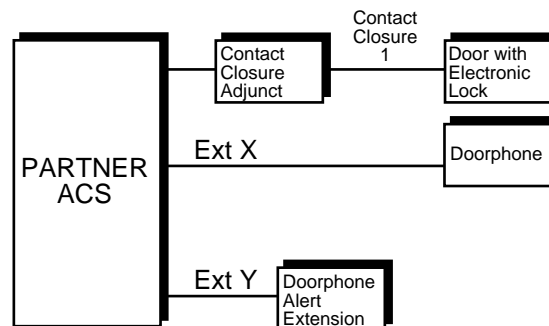 Contact
Closure
1
Contact
Closure
Adjunct
Door with
Electronic
Lock
PARTNER
ACS
Ext X
Doorphone
Ext Y
Doorphone
Alert
Extension